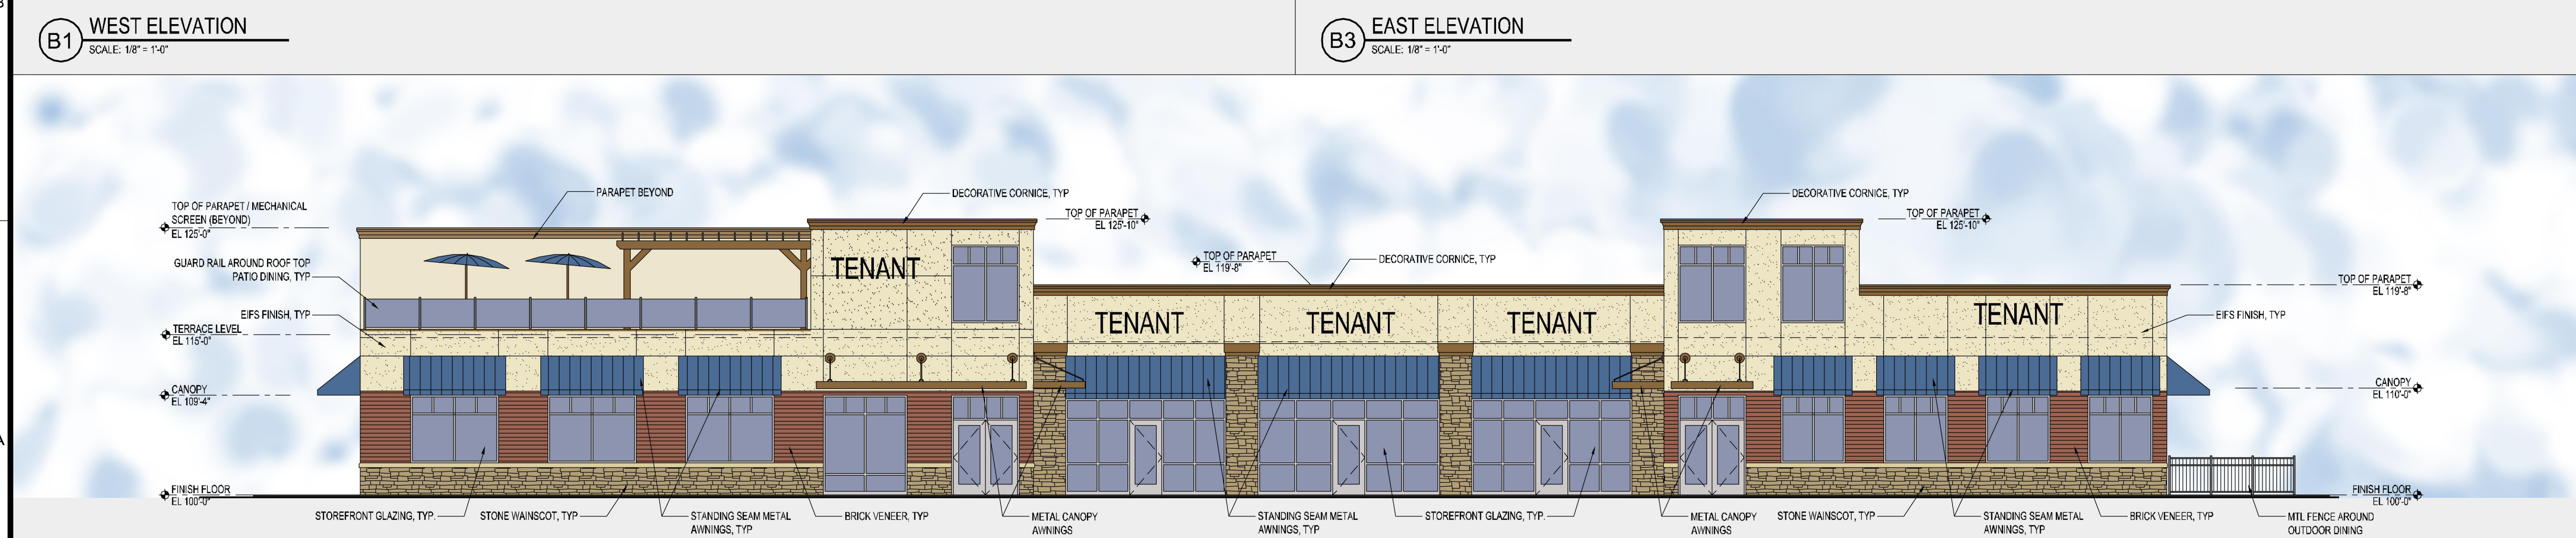 B1 WEST ELEVATION
SCALE: 1/8" = 1'-0"
B3 EAST ELEVATION
SCALE: 1/8" = 1'-0"
PARAPET BEYOND
DECORATIVE CORNICE, TYP
DECORATIVE CORNICE, TYP
TOP OF PARAPET / MECHANICAL
SCREEN (BEYOND)
EL 125'-0"
TOP OF PARAPET
EL 125'-10"
TOP OF PARAPET
EL 125'-10"
GUARD RAIL AROUND ROOF TOP
PATIO DINING, TYP
TOP OF PARAPET
EL 119'-8"
DECORATIVE CORNICE, TYP
TOP OF PARAPET
EL 119'-8"
TENANT
TENANT
TENANT
TENANT
TENANT
EIFS FINISH, TYP
EIFS FINISH, TYP
TERRACE LEVEL
EL 115'-0"
CANOPY
EL 109'-4"
CANOPY
EL 110'-0"
FINISH FLOOR
EL 100'-0"
FINISH FLOOR
EL 100'-0"
STOREFRONT GLAZING, TYP.
STONE WAINSCOT, TYP
STANDING SEAM METAL
AWNINGS, TYP
BRICK VENEER, TYP
METAL CANOPY
AWNINGS
STANDING SEAM METAL
AWNINGS, TYP
STOREFRONT GLAZING, TYP.
METAL CANOPY
AWNINGS
STONE WAINSCOT, TYP
STANDING SEAM METAL
AWNINGS, TYP
BRICK VENEER, TYP
MTL FENCE AROUND
OUTDOOR DINING